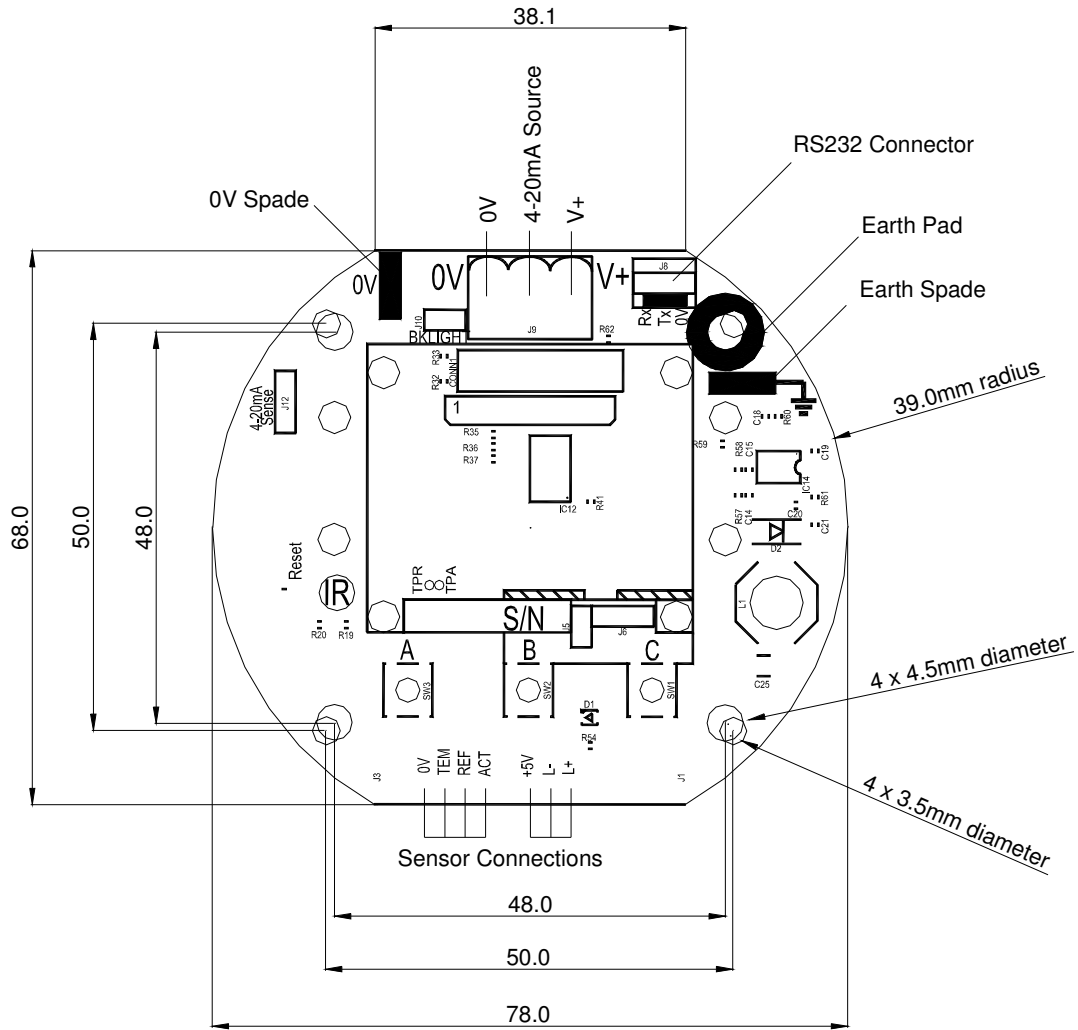 38.1
4-20mA Source
0V
V+
RS232 Connector
0V Spade
Earth Pad
Earth Spade
0V
0V
V+
J8
Rx
Tx
0V
J10
J9
R62
BKLIGH
R33
R32
CONN1
39.0mm radius
4-20mA
Sense
J12
1
C18
R60
R35
R36
R37
R59
R58
C15
C19
IC14
IC12
R41
R57
C14
C20
R61
C21
D2
68.0
50.0
48.0
Reset
TPR
TPA
IR
R20
R19
S/N
J5
J6
L1
A
B
C
SW3
SW2
SW1
C25
4 x 4.5mm diameter
D1
R54
J3
0V
TEM
REF
ACT
+5V
L-
L+
J1
4 x 3.5mm diameter
Sensor Connections
48.0
50.0
78.0